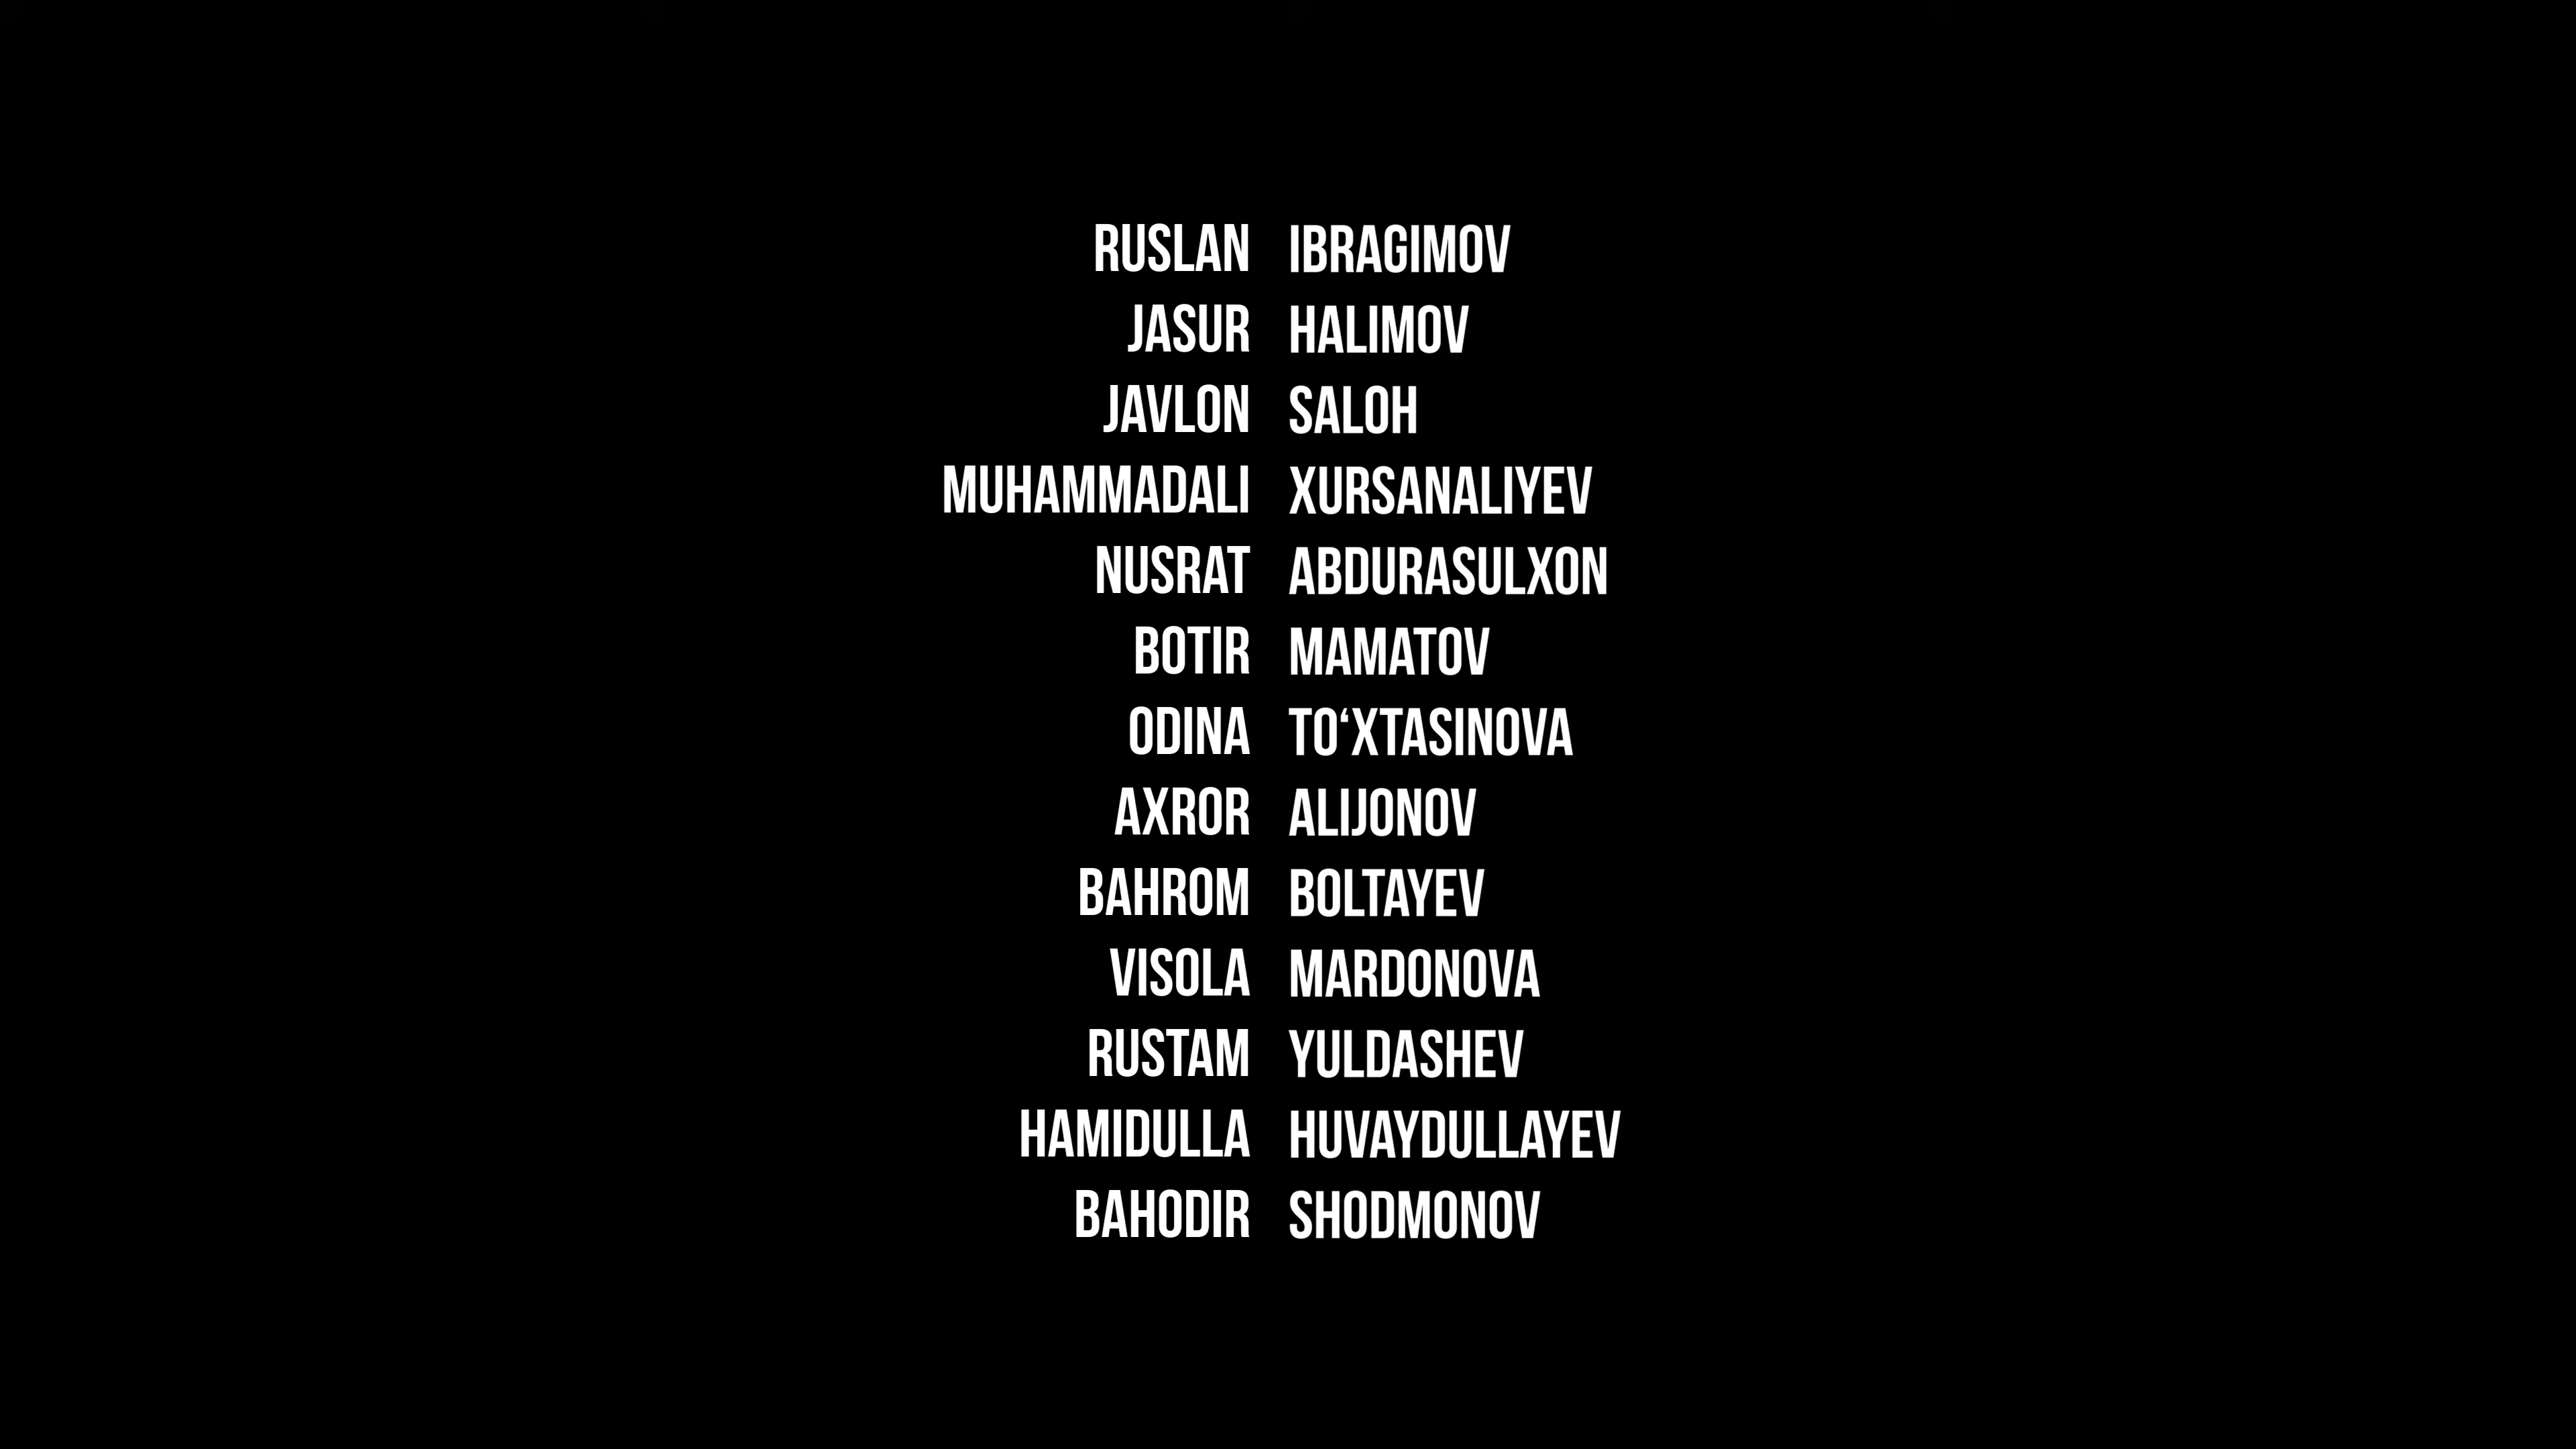 RUSLAN IBRAGIMOV
JASUR HALIMOV
JAVLON SALOH
MUHAMMADALI XURSANALIYEV
NUSRAT ABDURASULXON
BOTIR MAMATOV
ODINA TO‘XTASINOVA
AXROR ALIJONOV
BAHROM BOLTAYEV
VISOLA MARDONOVA
RUSTAM YULDASHEV
HAMIDULLA HUVAYDULLAYEV
BAHODIR SHODMONOV